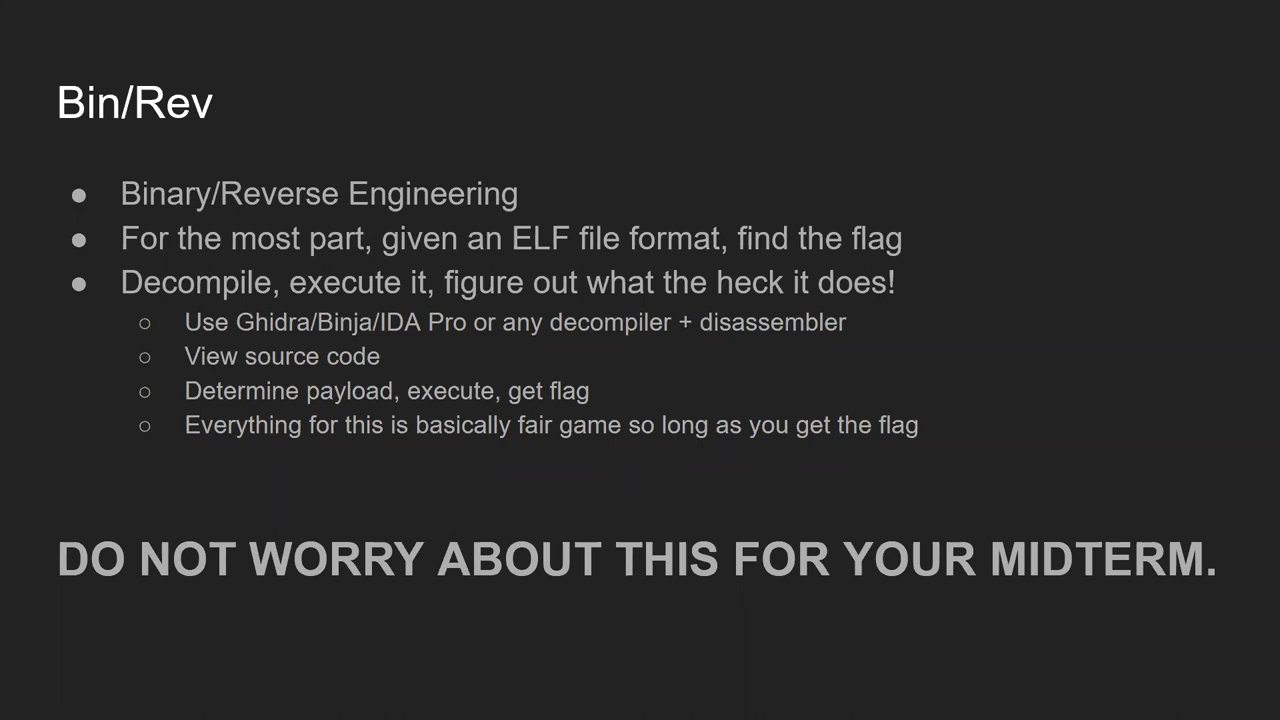 Bin/Rev
● Binary/Reverse Engineering
● For the most part, given an ELF file format, find the flag
● Decompile, execute it, figure out what the heck it does!
○ Use Ghidra/Binja/IDA Pro or any decompiler + disassembler
○ View source code
○ Determine payload, execute, get flag
○ Everything for this is basically fair game so long as you get the flag
DO NOT WORRY ABOUT THIS FOR YOUR MIDTERM.